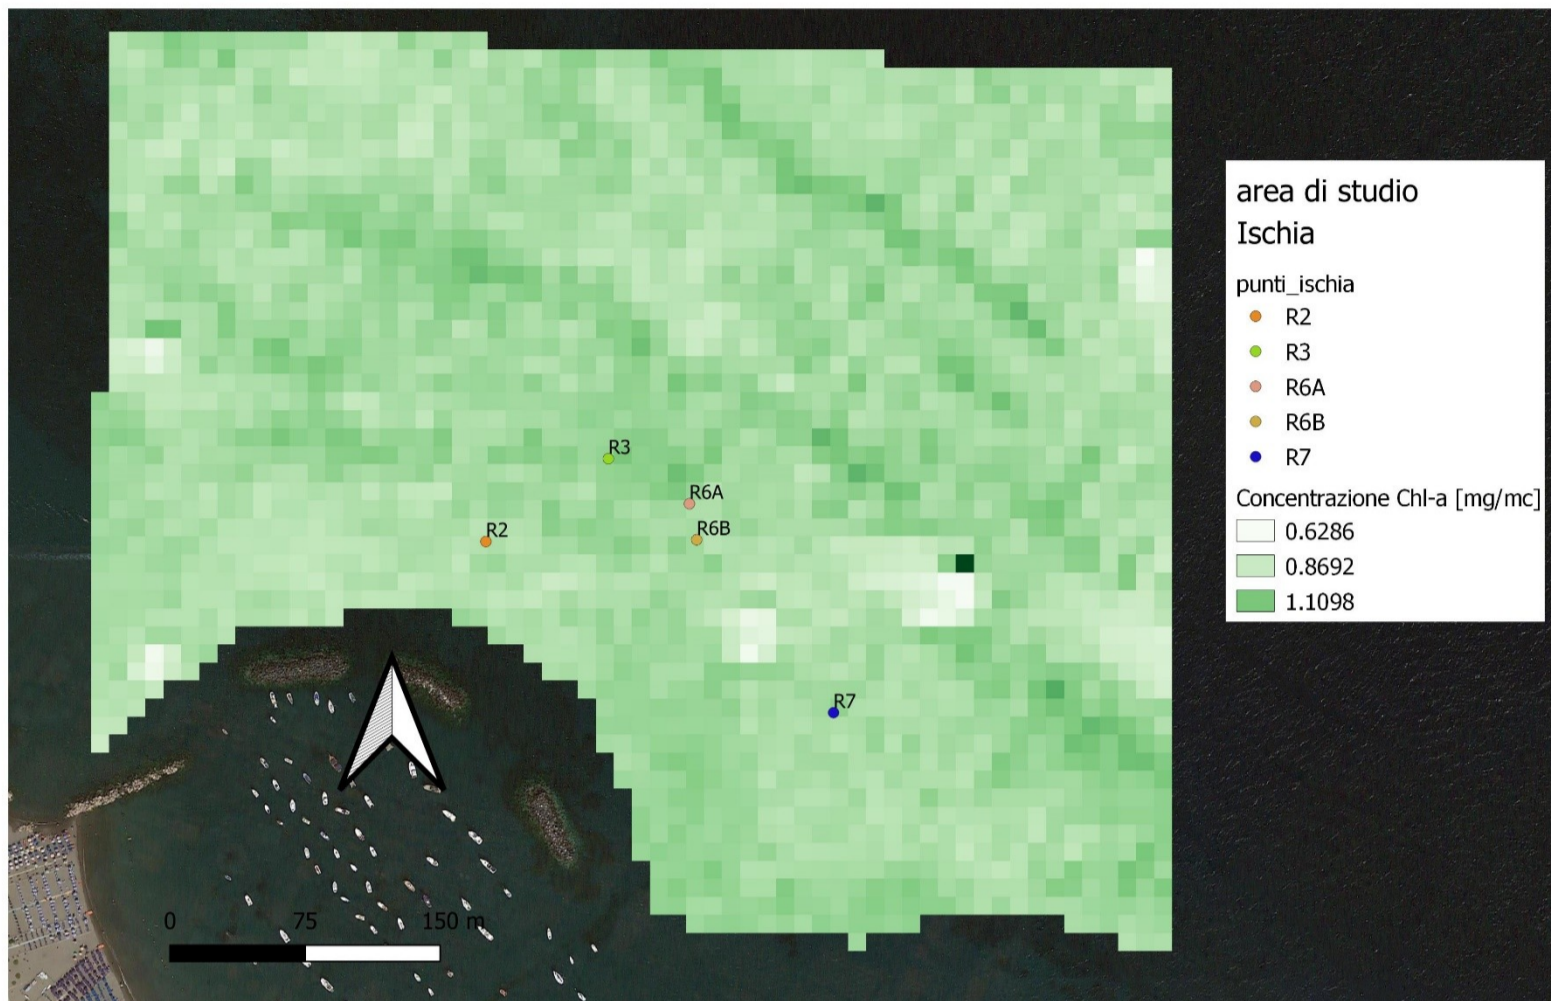 area di studio
Ischia
punti_ischia
R2
R3
R6A
R6B
R7
Concentrazione Chl-a [mg/mc]
0.6286
0.8692
1.1098
R3
R6A
R2
R6B
R7
0 75 150 m